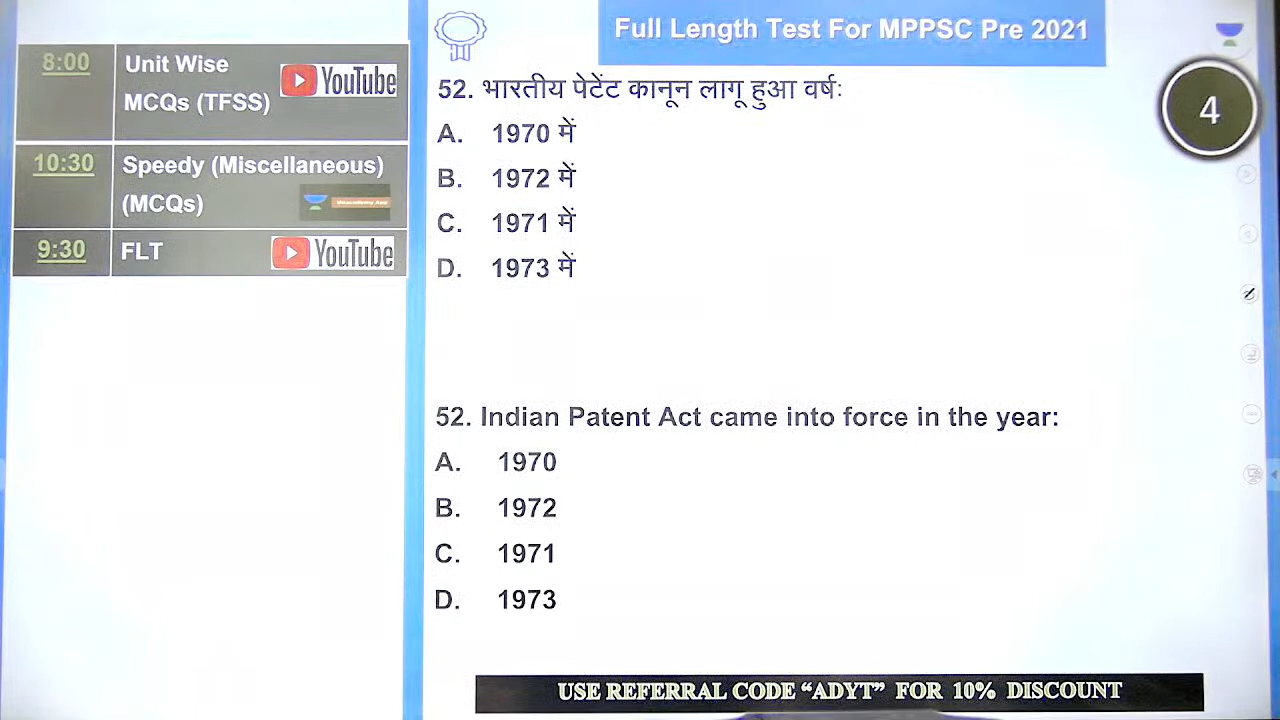 Full Length Test For MPPSC Pre 2021
8:00 Unit Wise
MCQs (TFSS)
YouTube
10:30 Speedy (Miscellaneous)
(MCQs)
9:30 FLT
YouTube
4
52. भारतीय पेटेंट कानून लागू हुआ वर्षः
A. 1970 में
B. 1972 में
C. 1971 में
D. 1973 में
52. Indian Patent Act came into force in the year:
A. 1970
B. 1972
C. 1971
D. 1973
USE REFERRAL CODE “ADYT” FOR 10% DISCOUNT